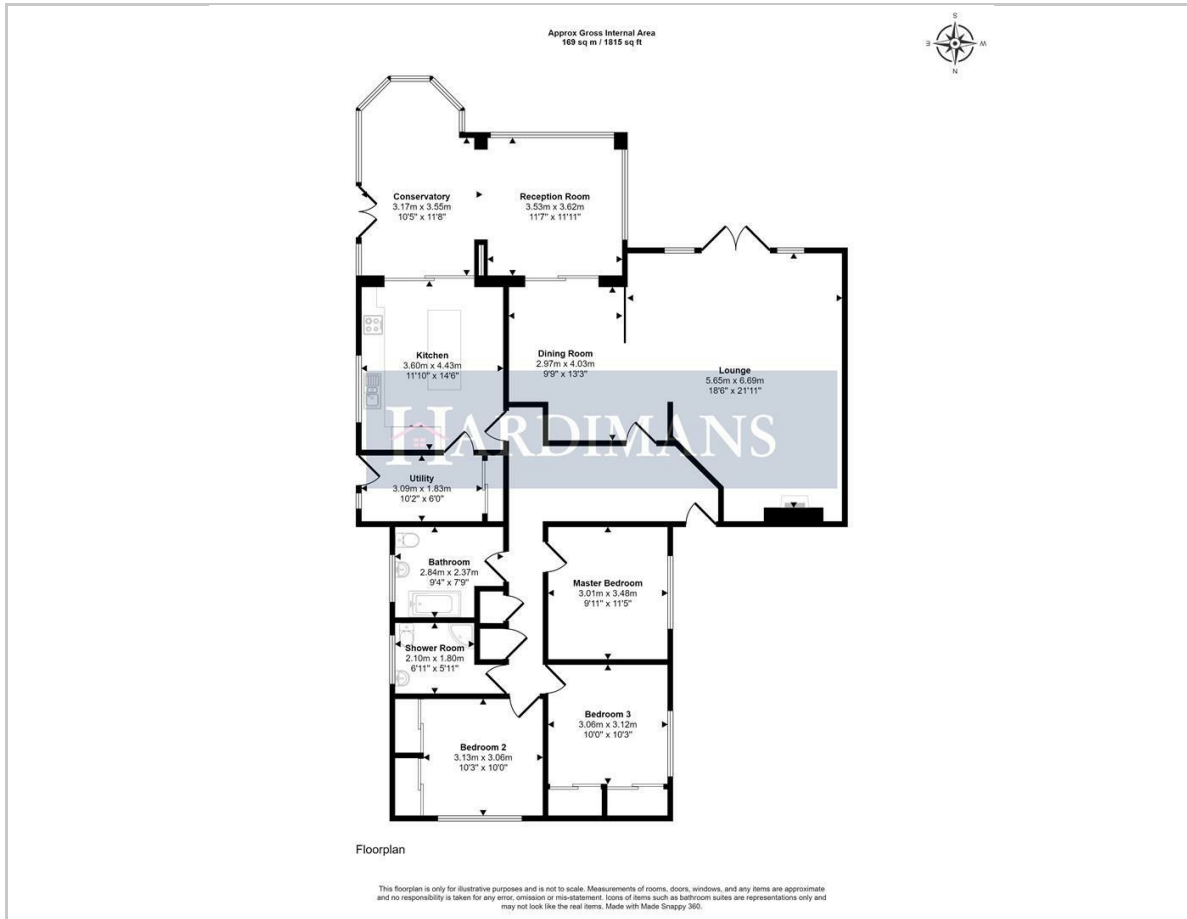 Approx Gross Internal Area
169 sq m / 1815 sq ft
S
E
W
N
Conservatory
3.17m x 3.55m
10'5" x 11'8"
Reception Room
3.53m x 3.62m
11'7" x 11'11"
Kitchen
3.60m x 4.43m
11'10" x 14'6"
Dining Room
2.97m x 4.03m
9'9" x 13'3"
Lounge
5.65m x 6.69m
18'6" x 21'11"
HARDIMANS
Utility
3.09m x 1.83m
10'2" x 6'0"
Bathroom
2.84m x 2.37m
9'4" x 7'9"
Master Bedroom
3.01m x 3.48m
9'11" x 11'5"
Shower Room
2.10m x 1.80m
6'11" x 5'11"
Bedroom 3
3.06m x 3.12m
10'0" x 10'3"
Bedroom 2
3.13m x 3.06m
10'3" x 10'0"
Floorplan
This floorplan is only for illustrative purposes and is not to scale. Measurements of rooms, doors, windows, and any items are approximate
and no responsibility is taken for any error, omission or mis-statement. Icons of items such as bathroom suites are representations only and
may not look like the real items. Made with Made Snappy 360.